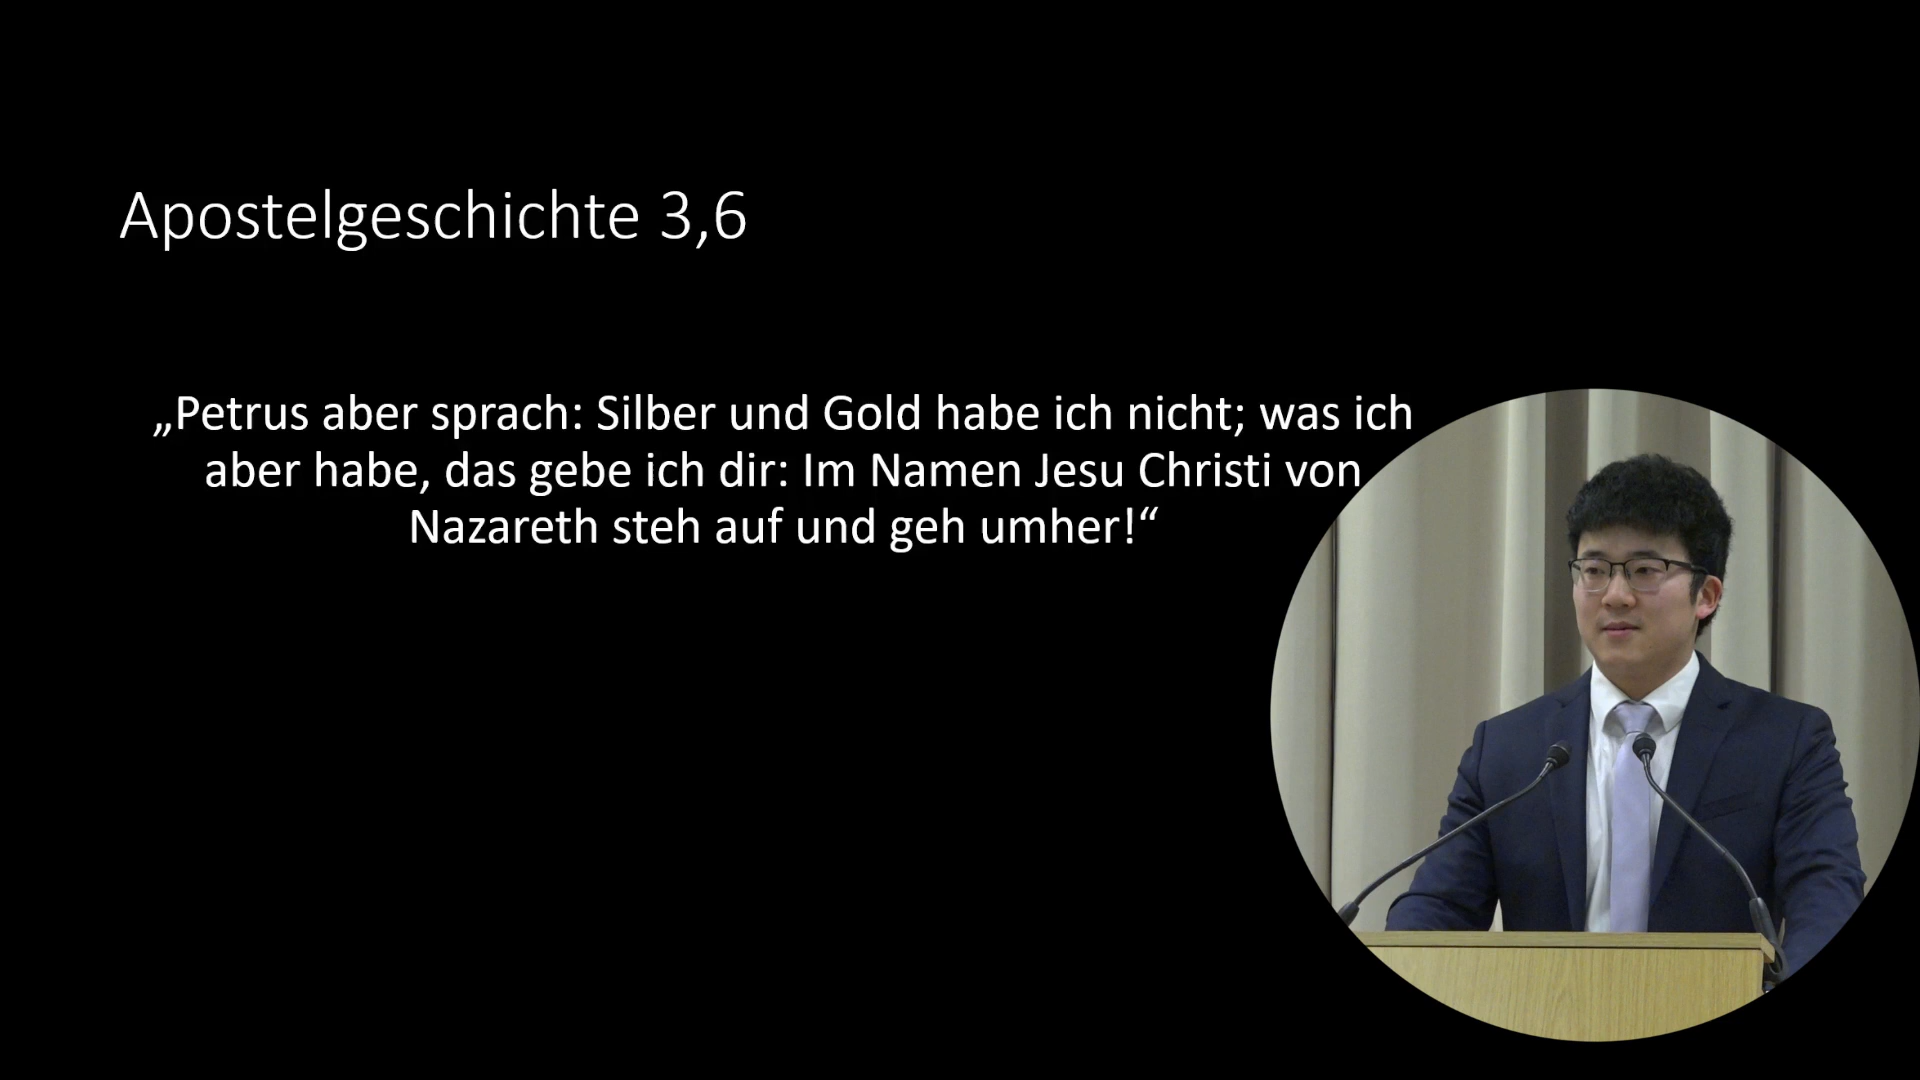 Apostelgeschichte 3,6
„Petrus aber sprach: Silber und Gold habe ich nicht; was ich
aber habe, das gebe ich dir: Im Namen Jesu Christi von
Nazareth steh auf und geh umher!“